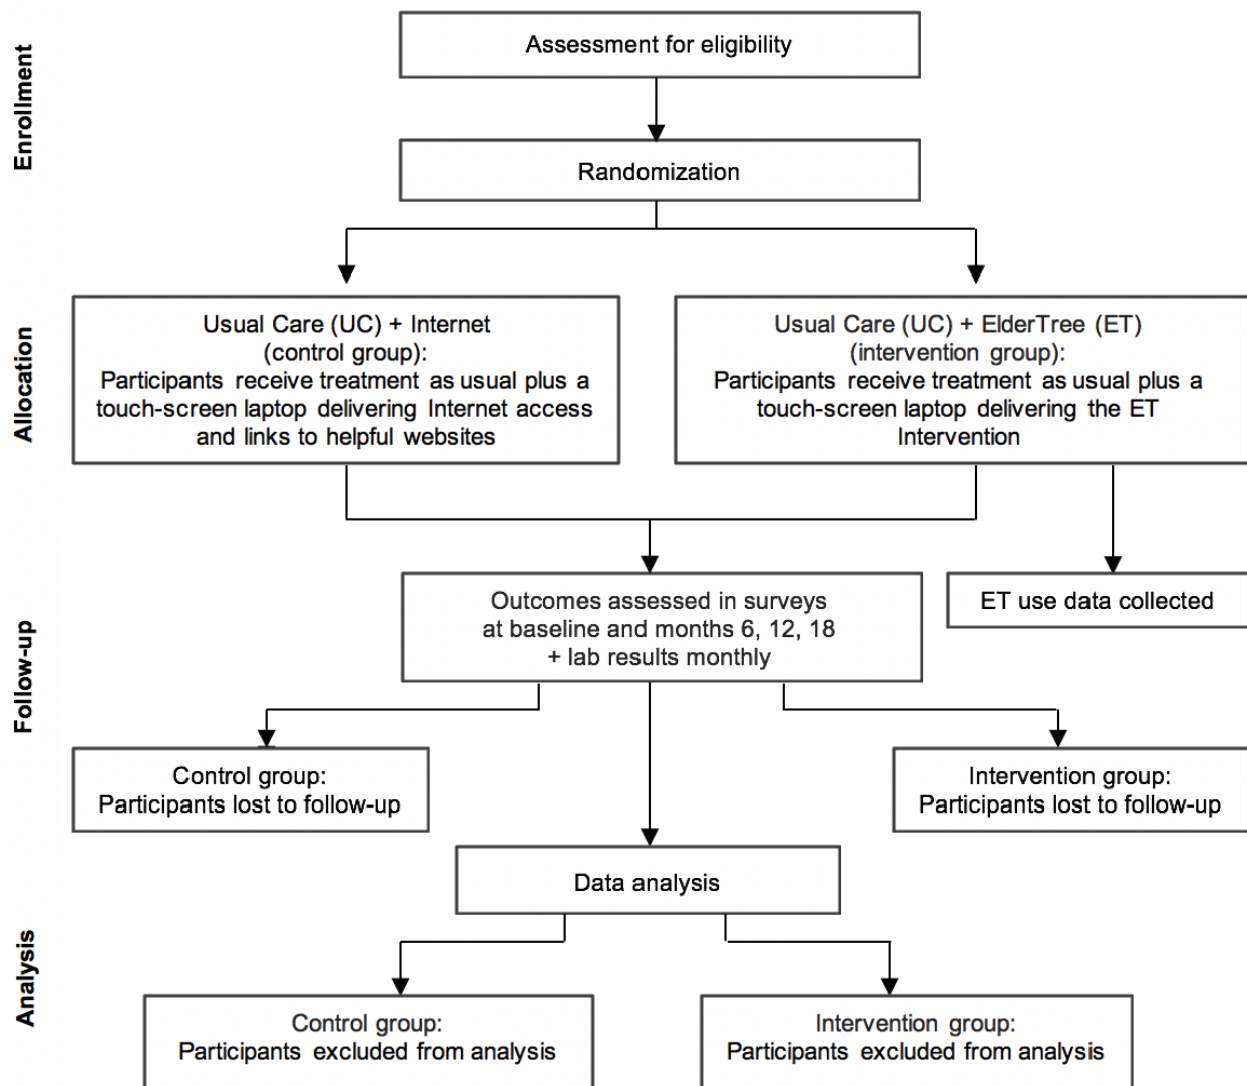 Enrollment
Assessment for eligibility
Randomization
Allocation
Usual Care (UC) + Internet
(control group):
Participants receive treatment as usual plus a
touch-screen laptop delivering Internet access
and links to helpful websites
Usual Care (UC) + ElderTree (ET)
(intervention group):
Participants receive treatment as usual plus a
touch-screen laptop delivering the ET
Intervention
Follow-up
Outcomes assessed in surveys
at baseline and months 6, 12, 18
+ lab results monthly
ET use data collected
Control group:
Participants lost to follow-up
Intervention group:
Participants lost to follow-up
Analysis
Data analysis
Control group:
Participants excluded from analysis
Intervention group:
Participants excluded from analysis